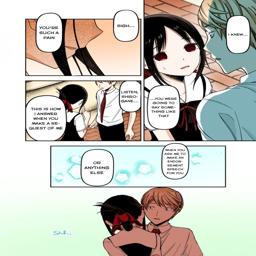 I KNEW...
...YOU WERE
GOING TO
SAY SOME-
THING LIKE
THAT
SIGH...
YOU'RE
SUCH A
PAIN
LISTEN,
SHIRO-
GANE...
THIS IS HOW
I ANSWER
WHEN YOU
MAKE A RE-
QUEST OF ME
WHEN YOU
ASK ME TO
MAKE AN
ENDOR-
SEMENT
SPEECH FOR
YOU
OR
ANYTHING
ELSE